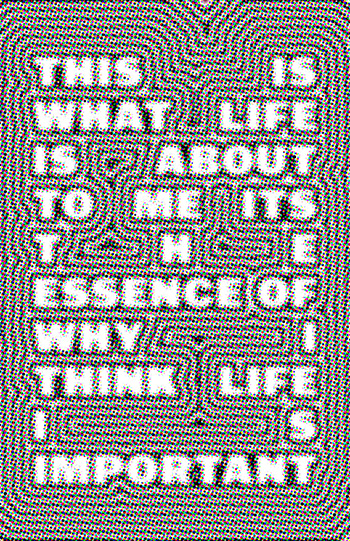 THIS IS
WHAT LIFE
IS ABOUT
TO ME ITS
T H E
ESSENCE OF
WHY I
THINK LIFE
I S
IMPORTANT